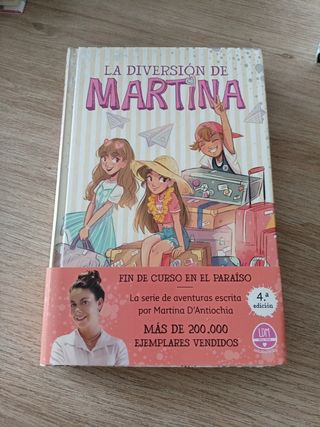 LA DIVERSIÓN DE
MARTINA
FIN DE CURSO EN EL PARAÍSO
La serie de aventuras escrita
por Martina D'Antiochia
4.ª
edición
MÁS DE 200.000
EJEMPLARES VENDIDOS
LDM